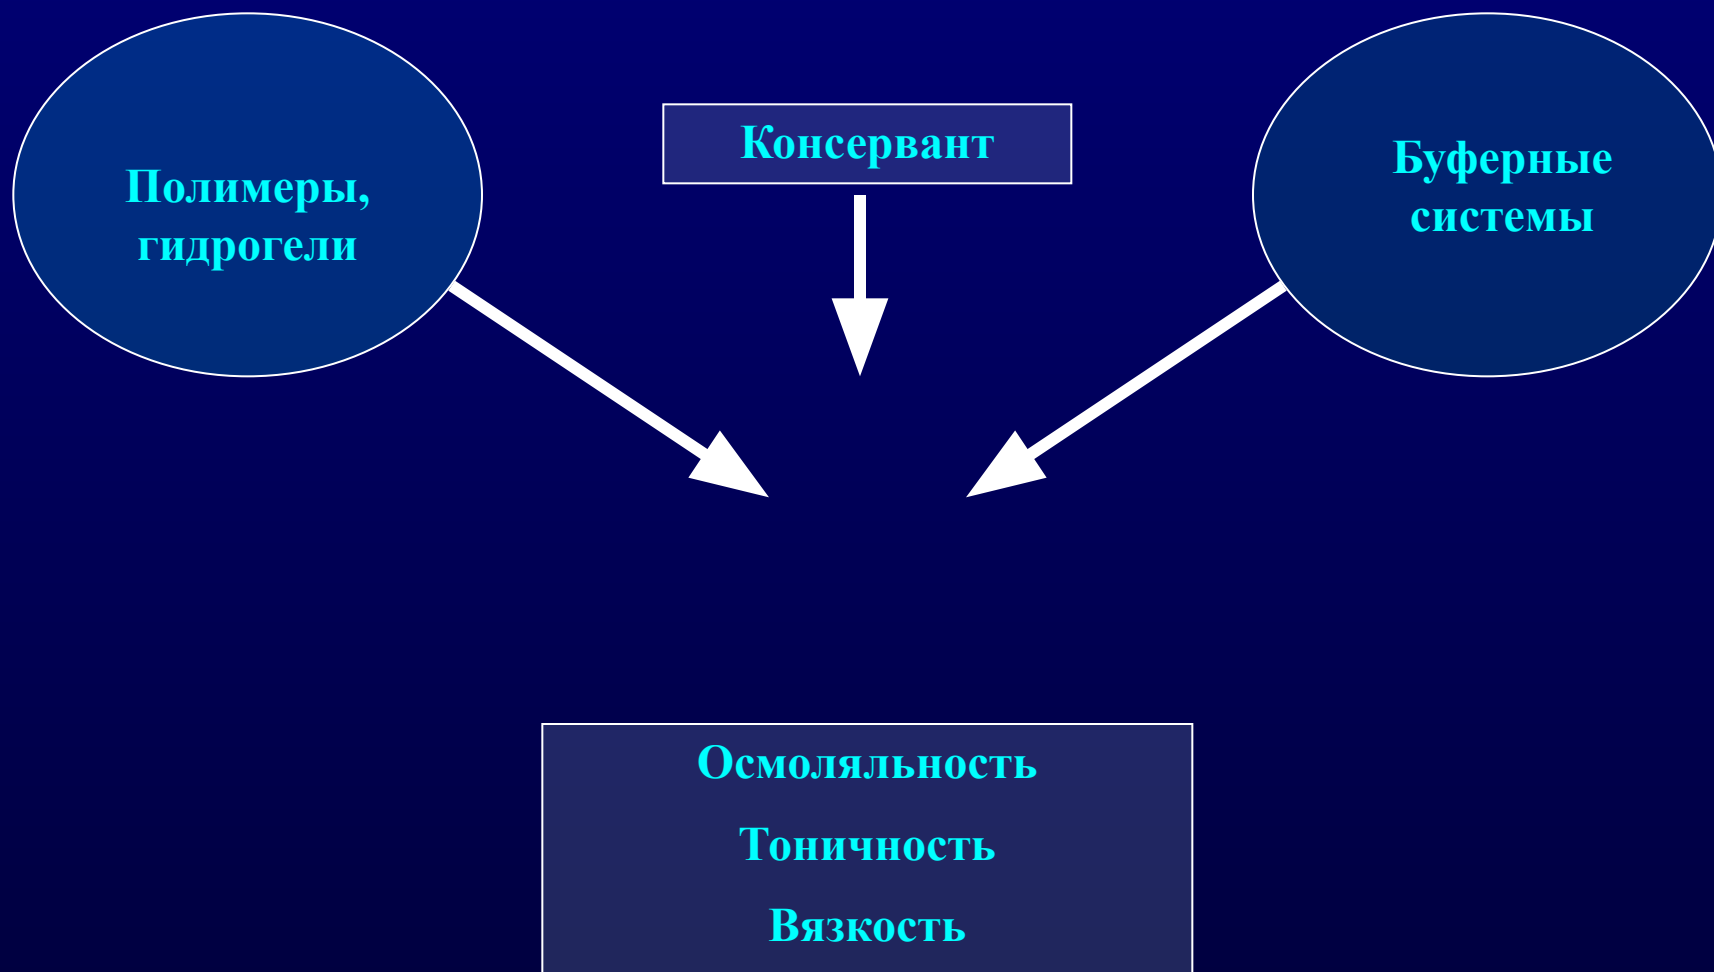 Полимеры,
гидрогели
Консервант
Буферные
системы
Осмоляльность
Тоничность
Вязкость